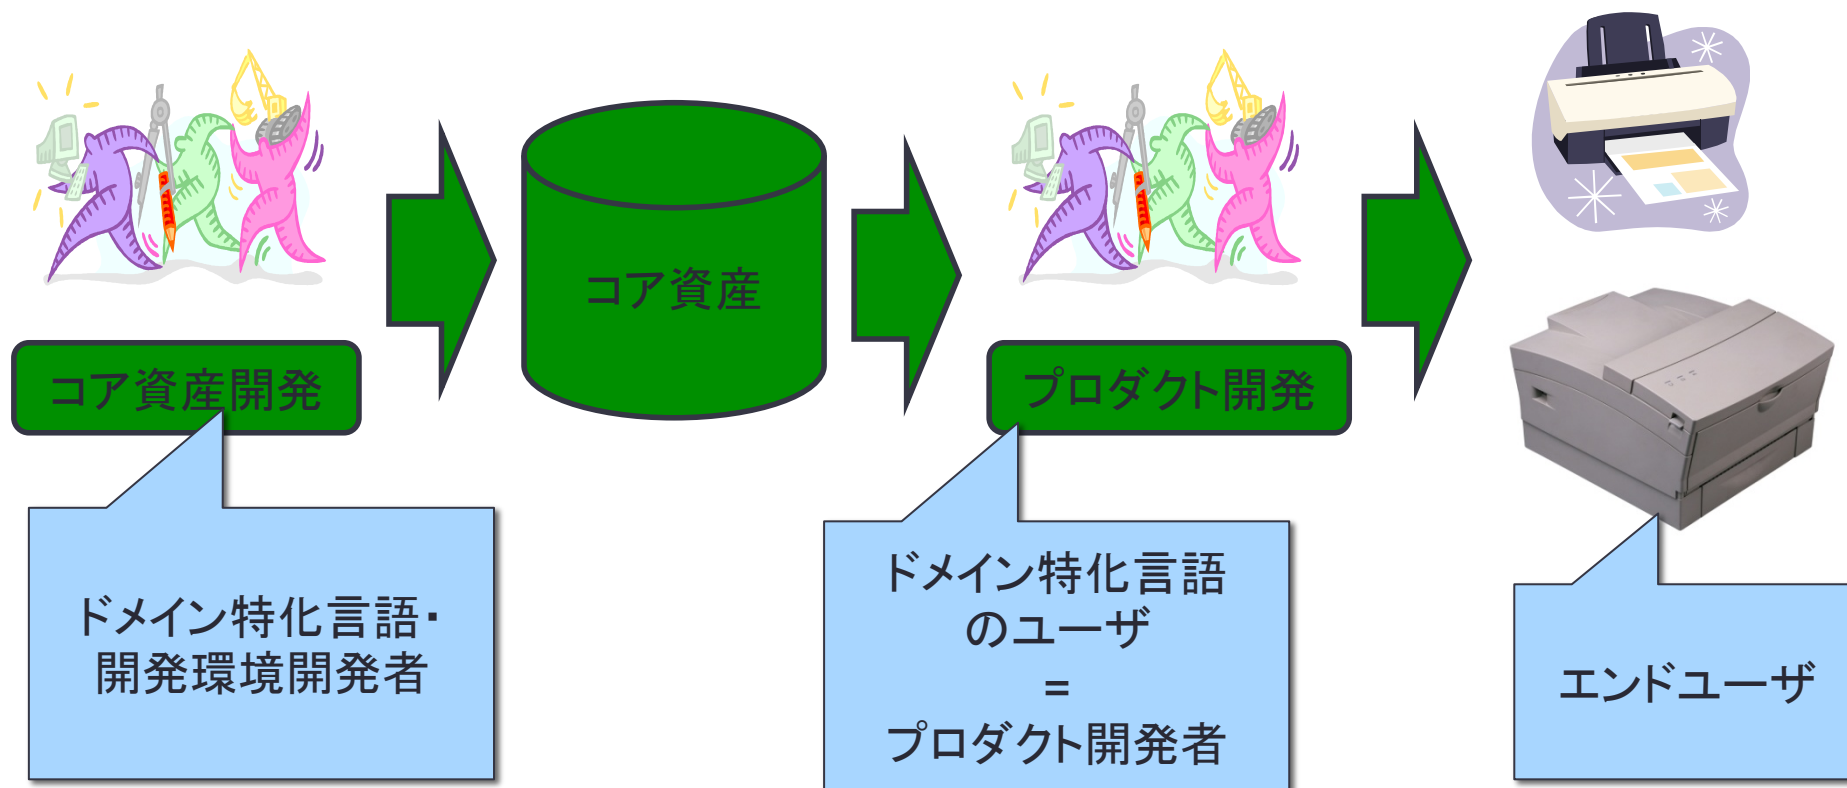 コア資産
コア資産開発
プロダクト開発
ドメイン特化言語・
開発環境開発者
ドメイン特化言語
のユーザ
=
プロダクト開発者
エンドユーザ